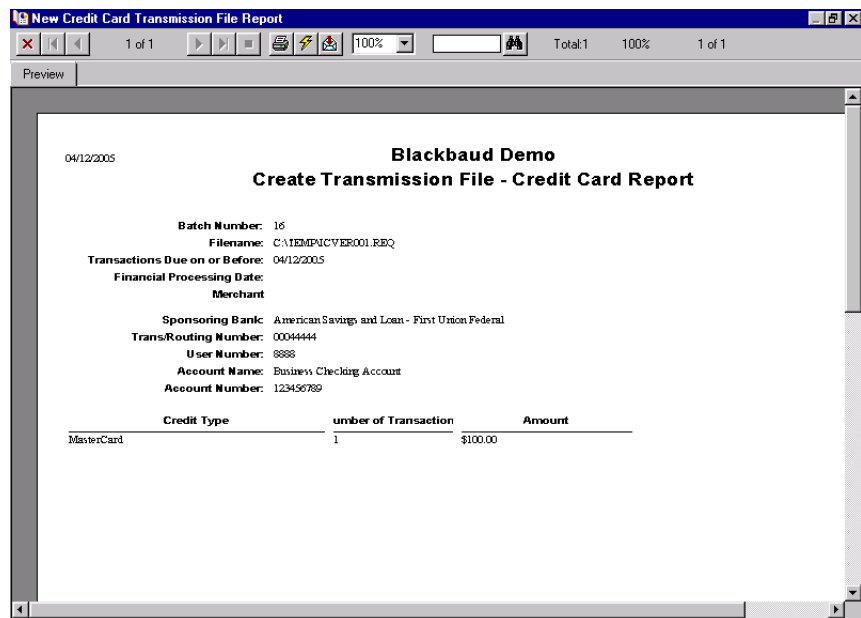 New Credit Card Transmission File Report
1 of 1 100% Total:1 100% 1 of 1
Preview
04/12/2005 Blackbaud Demo
Create Transmission File - Credit Card Report
Batch Number: 16
Filename: C:\TEMP\ICVER001.REQ
Transactions Due on or Before: 04/12/2005
Financial Processing Date:
Merchant
Sponsoring Bank: American Savings and Loan - First Union Federal
Trans/Routing Number: 00044444
User Number: 8888
Account Name: Business Checking Account
Account Number: 123456789
Credit Type umber of Transaction Amount
MasterCard 1 $100.00